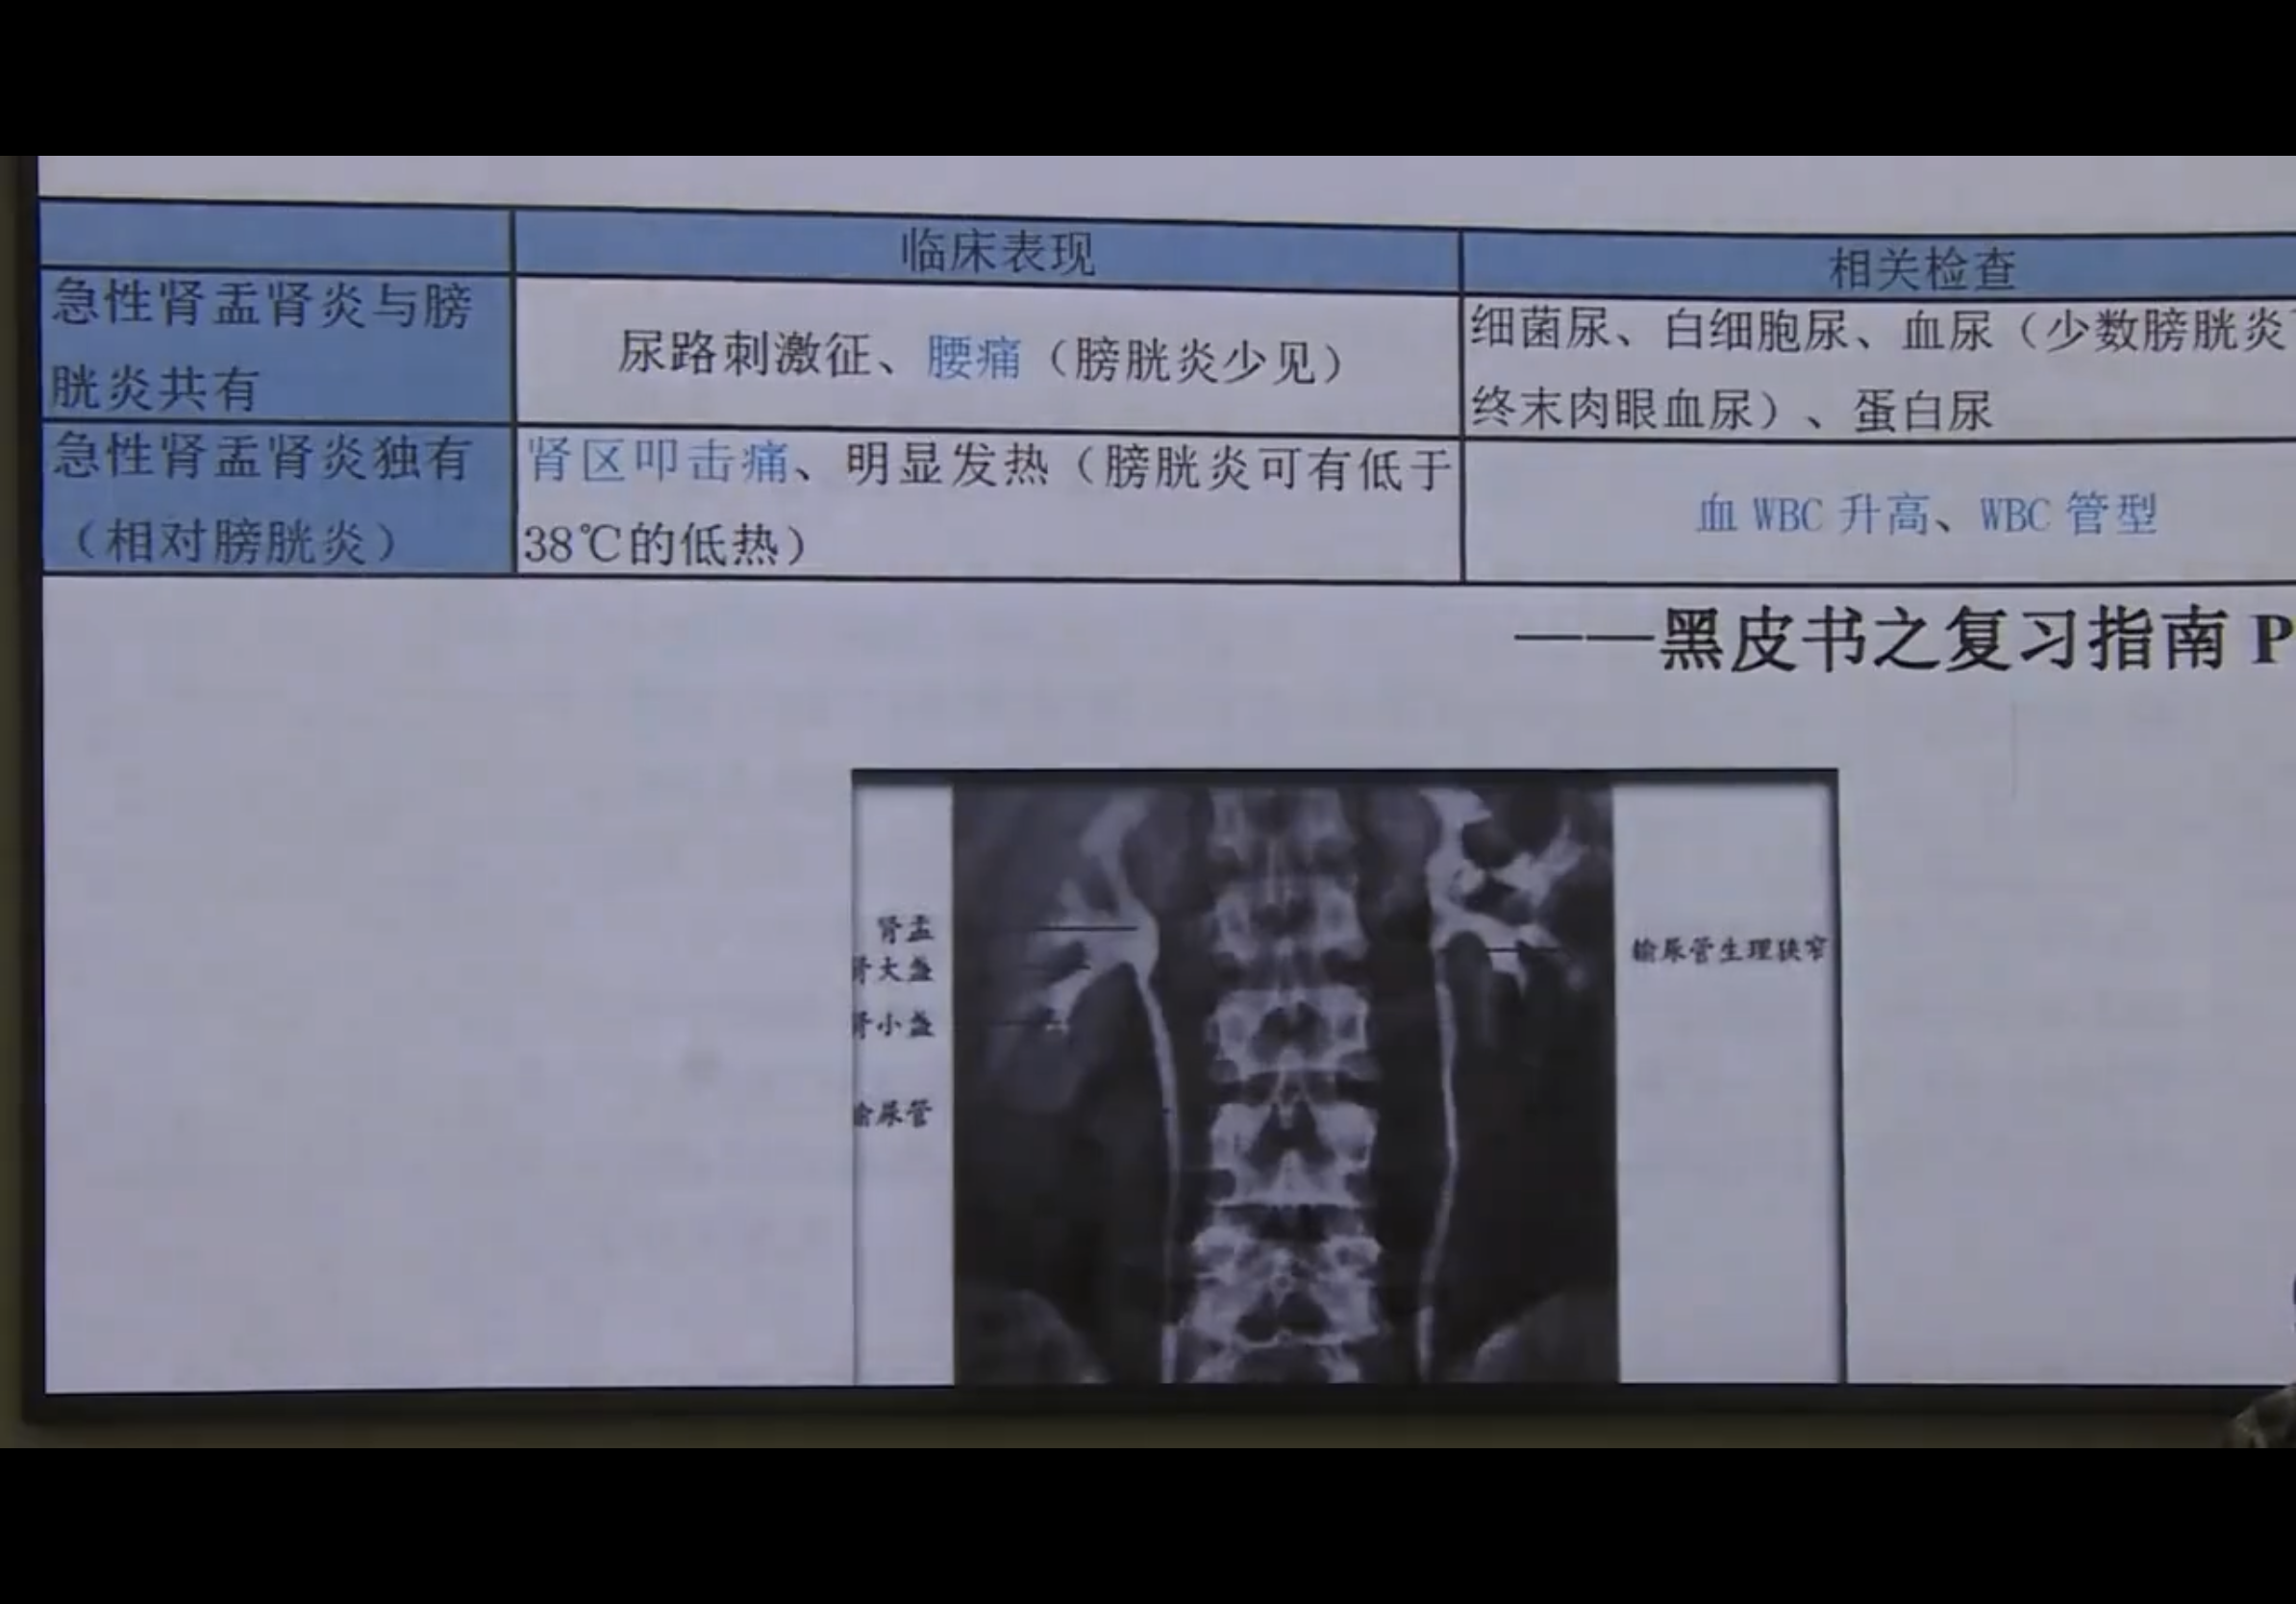 临床表现
相关检查
急性肾盂肾炎与膀
胱炎共有
尿路刺激征、腰痛（膀胱炎少见）
细菌尿、白细胞尿、血尿（少数膀胱炎
终末肉眼血尿）、蛋白尿
急性肾盂肾炎独有
（相对膀胱炎）
肾区叩击痛、明显发热（膀胱炎可有低于
38℃的低热）
血 WBC 升高、WBC 管型
——黑皮书之复习指南 P
肾盂
肾大盏
肾小盏
输尿管
输尿管生理狭窄